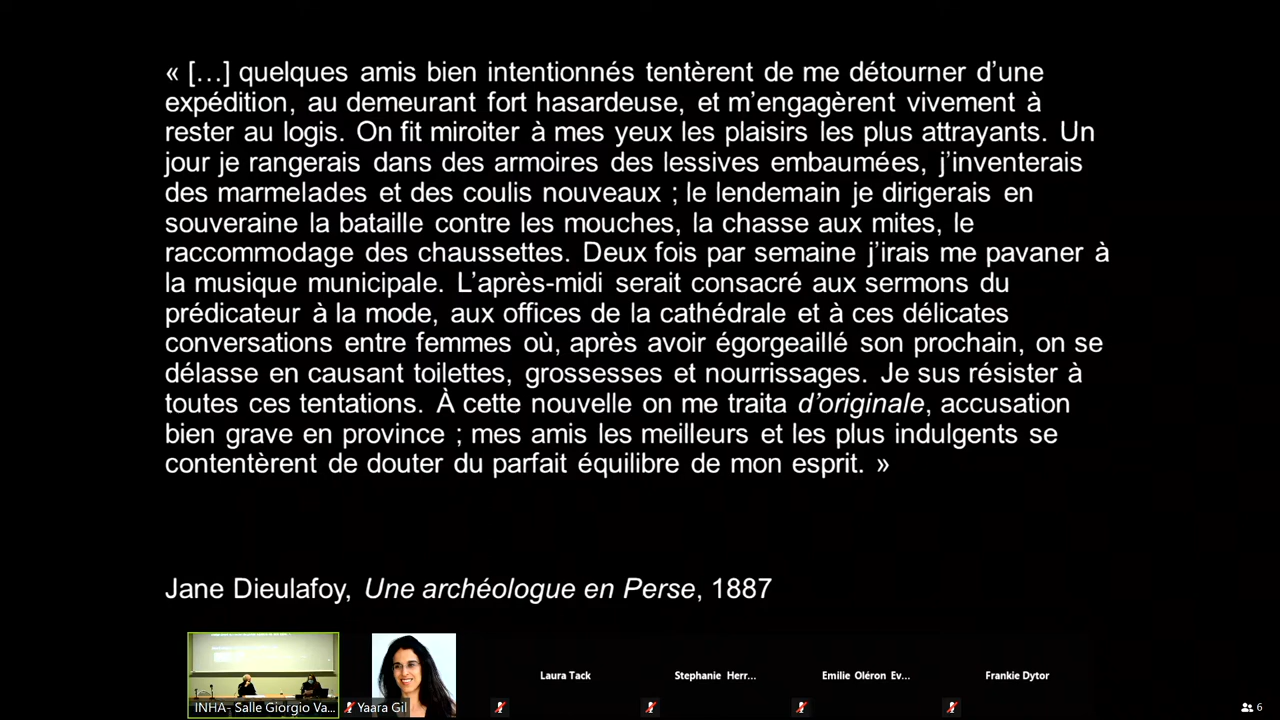 « […] quelques amis bien intentionnés tentèrent de me détourner d’une
expédition, au demeurant fort hasardeuse, et m’engagèrent vivement à
rester au logis. On fit miroiter à mes yeux les plaisirs les plus attrayants. Un
jour je rangerais dans des armoires des lessives embaumées, j’inventerais
des marmelades et des coulis nouveaux ; le lendemain je dirigerais en
souveraine la bataille contre les mouches, la chasse aux mites, le
raccommodage des chaussettes. Deux fois par semaine j’irais me pavaner à
la musique municipale. L’après-midi serait consacré aux sermons du
prédicateur à la mode, aux offices de la cathédrale et à ces délicates
conversations entre femmes où, après avoir égorgeaillé son prochain, on se
délasse en causant toilettes, grossesses et nourrissages. Je sus résister à
toutes ces tentations. À cette nouvelle on me traita d’originale, accusation
bien grave en province ; mes amis les meilleurs et les plus indulgents se
contentèrent de douter du parfait équilibre de mon esprit. »
Jane Dieulafoy, Une archéologue en Perse, 1887
INHA- Salle Giorgio Va...
Yaara Gil
Laura Tack
Stephanie Herr...
Emilie Oléron Ev...
Frankie Dytor
6